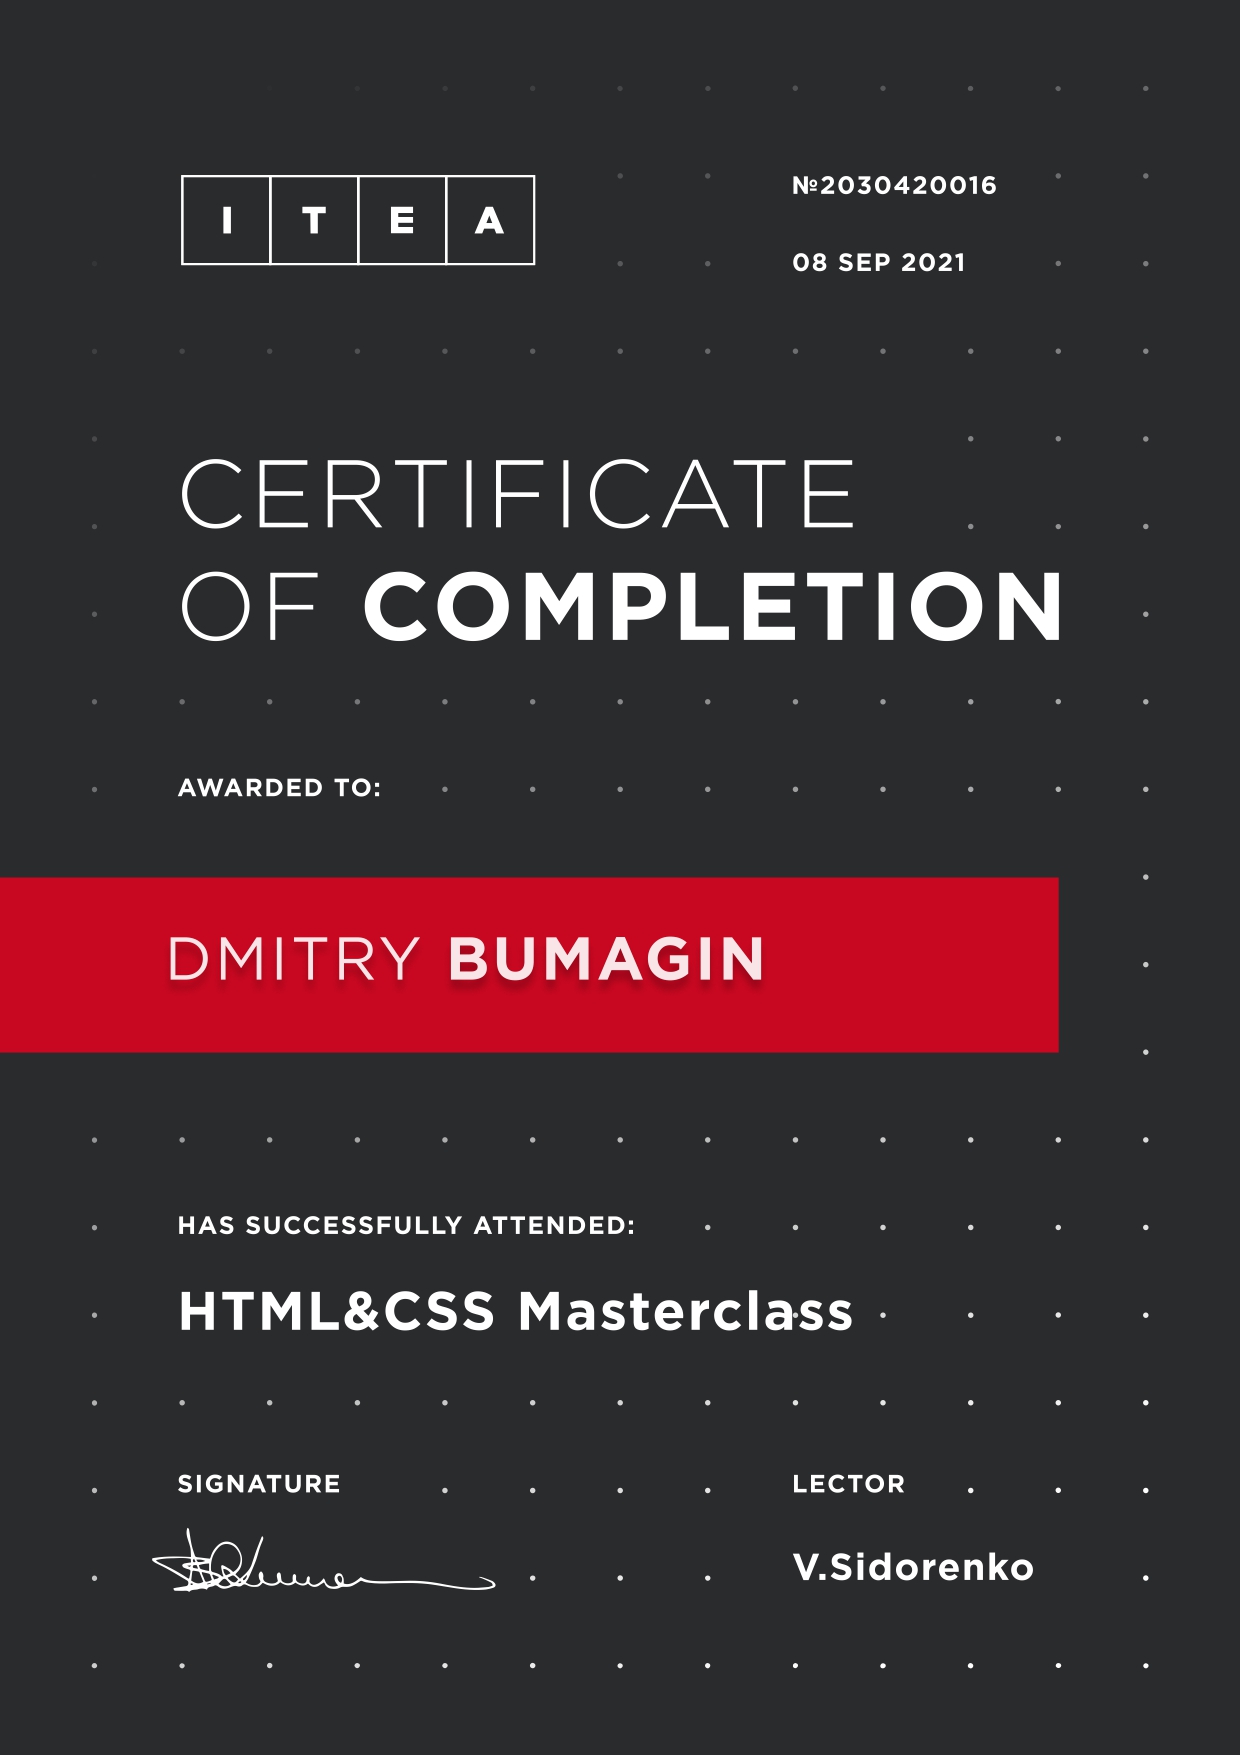 ITEA
№2030420016
08 SEP 2021
CERTIFICATE
OF COMPLETION
AWARDED TO:
DMITRY BUMAGIN
HAS SUCCESSFULLY ATTENDED:
HTML&CSS Masterclass
SIGNATURE
LECTOR
V.Sidorenko